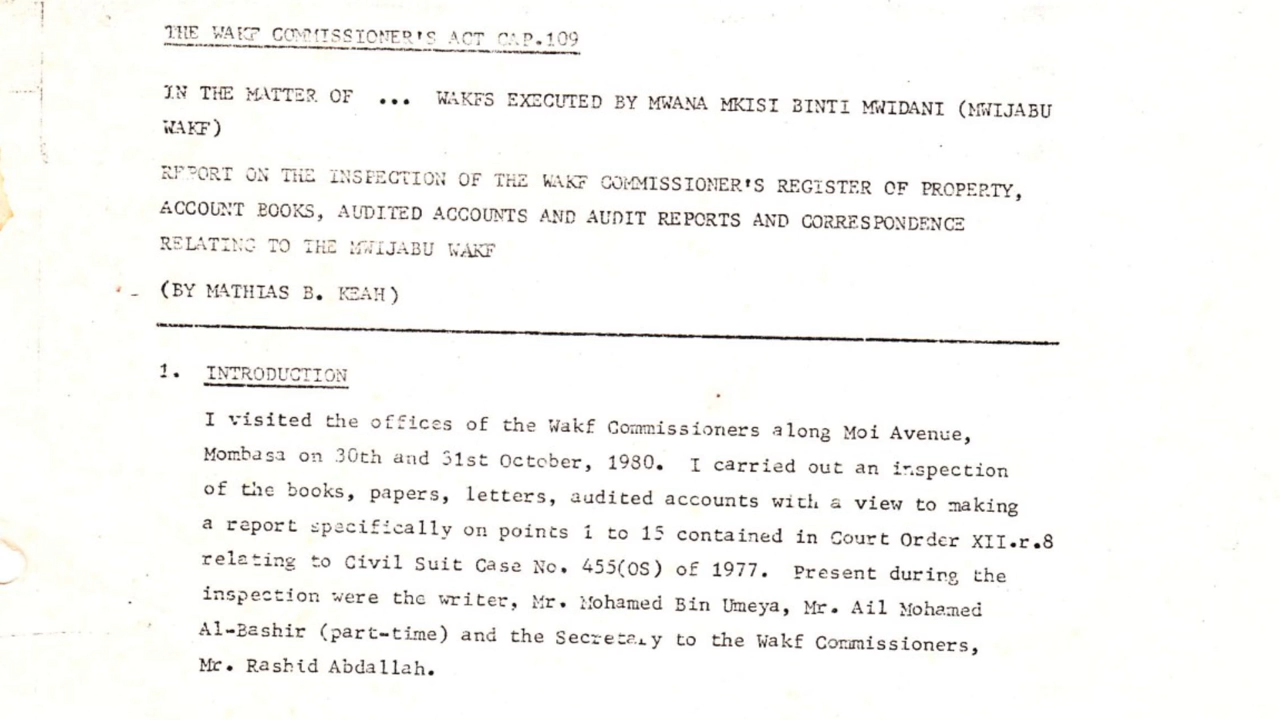 THE WAKF COMMISSIONER'S ACT CAP.109
IN THE MATTER OF ... WAKFS EXECUTED BY MWANA MKISI BINTI MWIDANI (MWIJABU
WAKF)
REPORT ON THE INSPECTION OF THE WAKF COMMISSIONER'S REGISTER OF PROPERTY,
ACCOUNT BOOKS, AUDITED ACCOUNTS AND AUDIT REPORTS AND CORRESPONDENCE
RELATING TO THE MWIJABU WAKF
(BY MATHIAS B. KEAH)
1. INTRODUCTION
I visited the offices of the Wakf Commissioners along Moi Avenue,
Mombasa on 30th and 31st October, 1980. I carried out an inspection
of the books, papers, letters, audited accounts with a view to making
a report specifically on points 1 to 15 contained in Court Order XII.r.8
relating to Civil Suit Case No. 455(OS) of 1977. Present during the
inspection were the writer, Mr. Mohamed Bin Umeya, Mr. Ail Mohamed
Al-Bashir (part-time) and the Secretary to the Wakf Commissioners,
Mr. Rashid Abdallah.